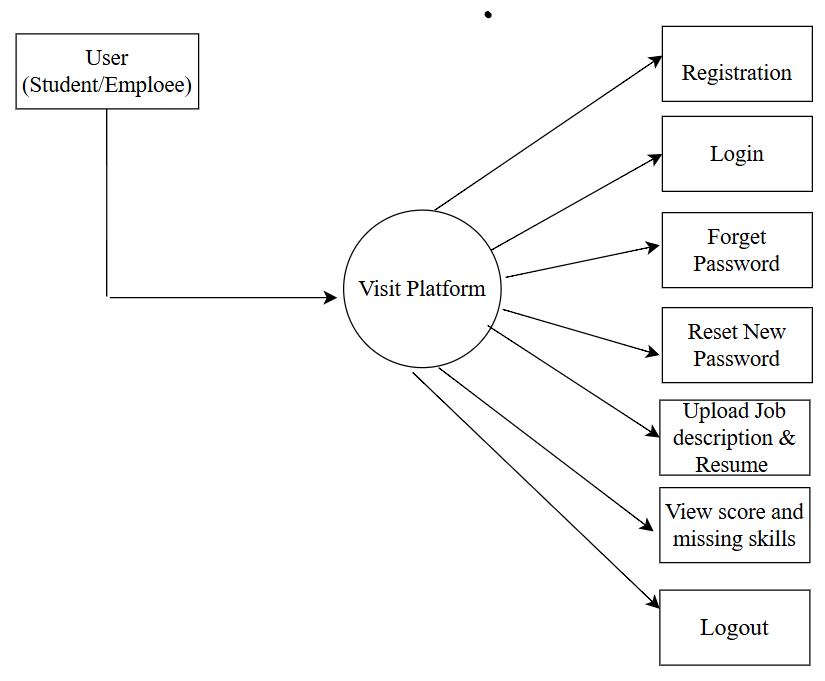 User
(Student/Emploee)
Visit Platform
Registration
Login
Forget
Password
Reset New
Password
Upload Job
description &
Resume
View score and
missing skills
Logout